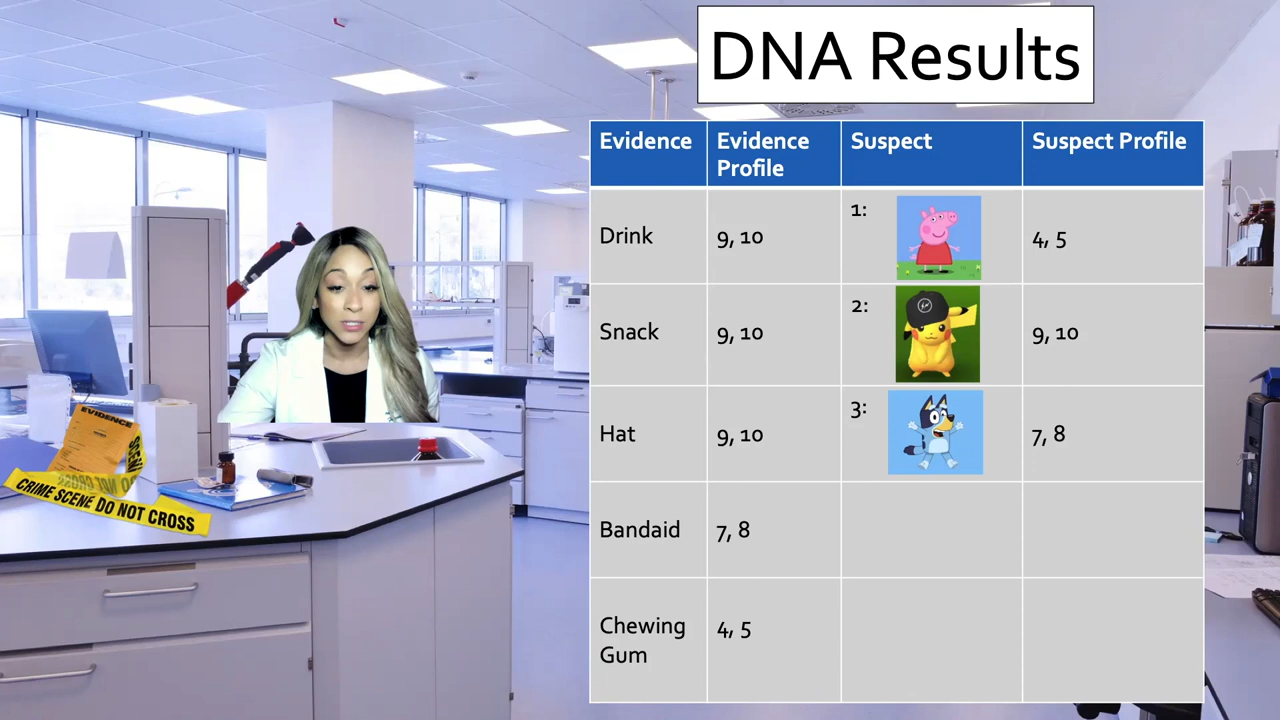 DNA Results
Evidence
Evidence
Profile
Suspect
Suspect Profile
Drink
9, 10
1:
4, 5
Snack
9, 10
2:
9, 10
Hat
9, 10
3:
7, 8
Bandaid
7, 8
Chewing
Gum
4, 5
EVIDENCE
CRIME SCENE DO NOT CROSS